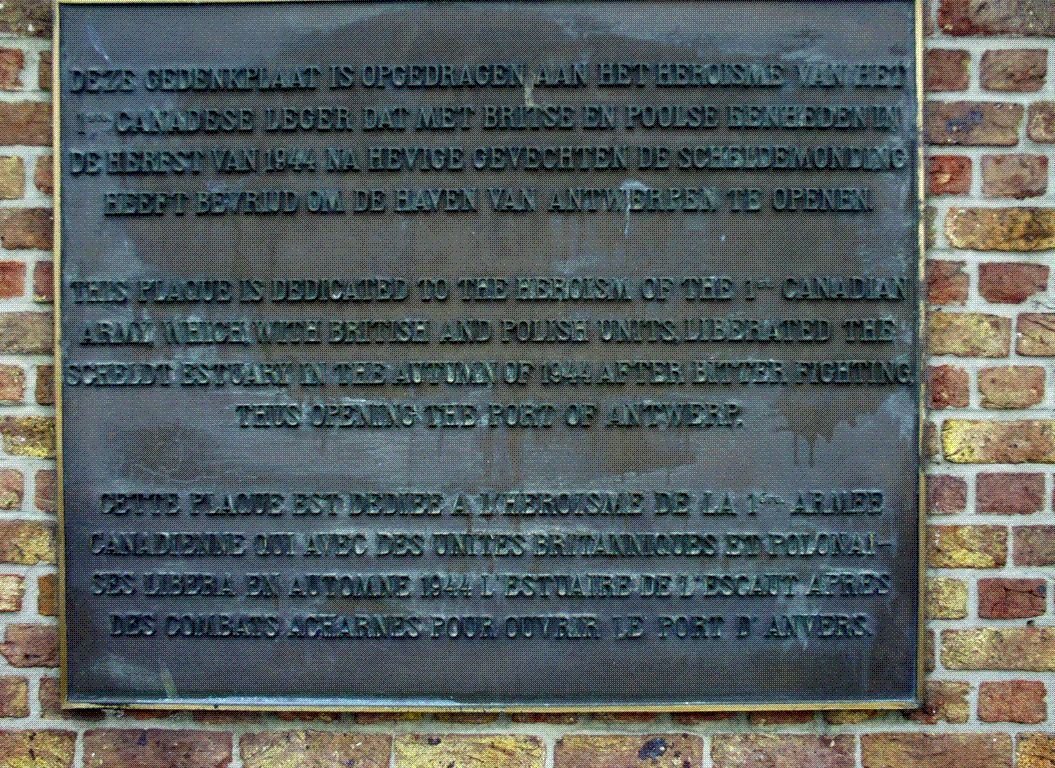 DEZE GEDENKPLAAT IS OPGEDRAGEN AAN HET HEROISME VAN HET
1ste CANADESE LEGER DAT MET BRITSE EN POOLSE EENHEDEN IN
DE HERFST VAN 1944 NA HEVIGE GEVECHTEN DE SCHELDEMONDING
HEEFT BEVRIJD OM DE HAVEN VAN ANTWERPEN TE OPENEN.
THIS PLAQUE IS DEDICATED TO THE HEROISM OF THE 1st CANADIAN
ARMY, WHICH, WITH BRITISH AND POLISH UNITS, LIBERATED THE
SCHELDT ESTUARY IN THE AUTUMN OF 1944 AFTER BITTER FIGHTING,
THUS OPENING THE PORT OF ANTWERP.
CETTE PLAQUE EST DEDIEE A L'HEROISME DE LA 1ère ARMEE
CANADIENNE QUI AVEC DES UNITES BRITANNIQUES ET POLONAI-
SES LIBERA EN AUTOMNE 1944 L'ESTUAIRE DE L'ESCAUT APRES
DES COMBATS ACHARNES POUR OUVRIR LE PORT D'ANVERS.